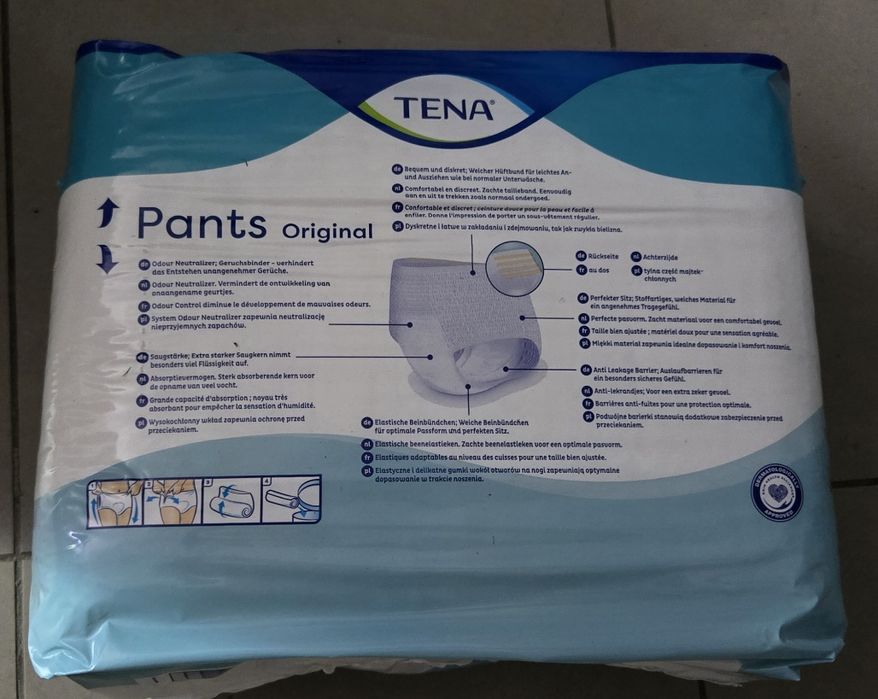 TENA®
de Bequem und diskret; Weicher Hüftbund für leichtes An-
und Ausziehen wie bei normaler Unterwäsche.
nl Comfortabel en discreet. Zachte tailleband. Eenvoudig
aan en uit te trekken zoals normaal ondergoed.
fr Confortable et discret ; ceinture douce pour la peau et facile à
enfiler. Donne l'impression de porter un sous-vêtement régulier.
pl Dyskretne i łatwe w zakładaniu i zdejmowaniu, tak jak zwykła bielizna.
Pants Original
de Odour Neutralizer; Geruchsbinder - verhindert
das Entstehen unangenehmer Gerüche.
nl Odour Neutralizer. Vermindert de ontwikkeling van
onaangename geurtjes.
fr Odour Control diminue le développement de mauvaises odeurs.
pl System Odour Neutralizer zapewnia neutralizację
nieprzyjemnych zapachów.
de Rückseite
nl Achterzijde
fr au dos
pl tylna część majtek-
chłonnych
de Perfekter Sitz; Stoffartiges, weiches Material für
ein angenehmes Tragegefühl.
nl Perfecte pasvorm. Zacht materiaal voor een comfortabel gevoel.
fr Taille bien ajustée ; matériel doux pour une sensation agréable.
pl Miękki materiał zapewnia idealne dopasowanie i komfort noszenia.
de Saugstärke; Extra starker Saugkern nimmt
besonders viel Flüssigkeit auf.
nl Absorptievermogen. Sterk absorberende kern voor
de opname van veel vocht.
fr Grande capacité d'absorption ; noyau très
absorbant pour empêcher la sensation d'humidité.
pl Wysokochłonny wkład zapewnia ochronę przed
przeciekaniem.
de Anti Leakage Barrier; Auslaufbarrieren für
ein besonders sicheres Gefühl.
nl Anti-lekrandjes; Voor een extra zeker gevoel.
fr Barrières anti-fuites pour une protection optimale.
pl Podwójne barierki stanowią dodatkowe zabezpieczenie przed
przeciekaniem.
de Elastische Beinbündchen; Weiche Beinbündchen
für optimale Passform und perfekten Sitz.
nl Elastische beenelastieken. Zachte beenelastieken voor een optimale pasvorm.
fr Elastiques adaptables au niveau des cuisses pour une taille bien ajustée.
pl Elastyczne i delikatne gumki wokół otworów na nogi zapewniają optymalne
dopasowanie w trakcie noszenia.
1 2 3 4
DERMATOLOGICALLY
APPROVED